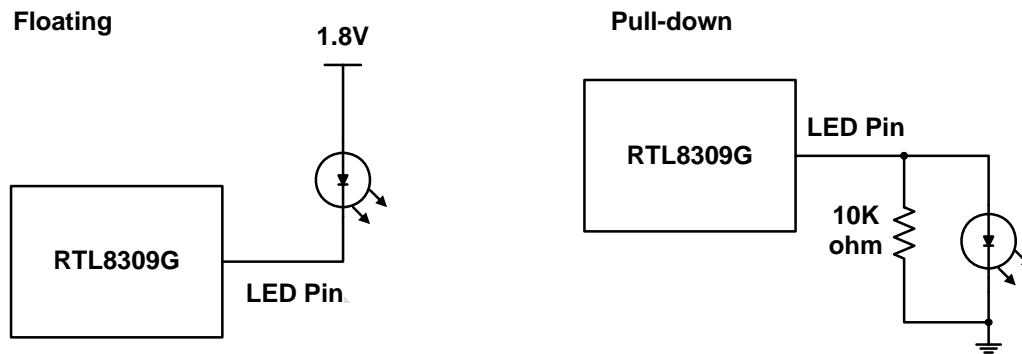 Floating
1.8V
RTL8309G
LED Pin
Pull-down
RTL8309G
LED Pin
10K
ohm